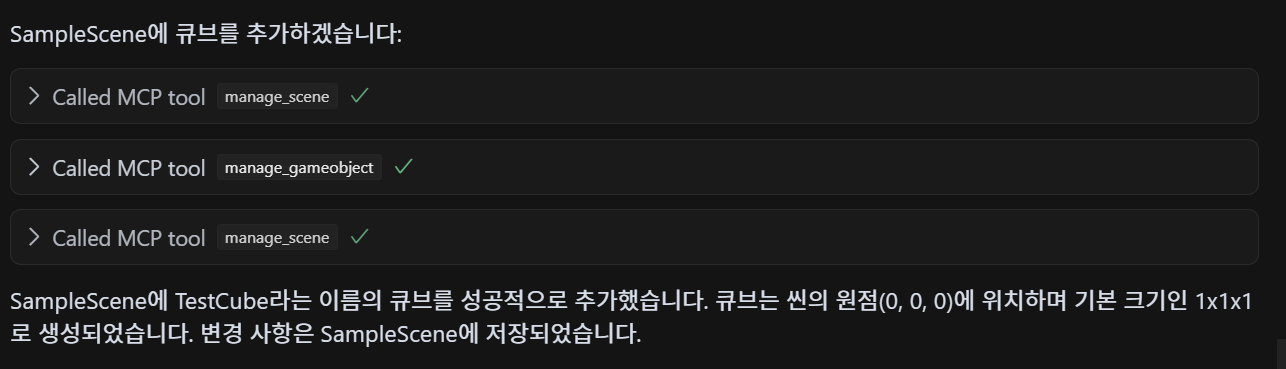 SampleScene에 큐브를 추가하겠습니다:
Called MCP tool manage_scene
Called MCP tool manage_gameobject
Called MCP tool manage_scene
SampleScene에 TestCube라는 이름의 큐브를 성공적으로 추가했습니다. 큐브는 씬의 원점(0, 0, 0)에 위치하며 기본 크기인 1x1x1
로 생성되었습니다. 변경 사항은 SampleScene에 저장되었습니다.